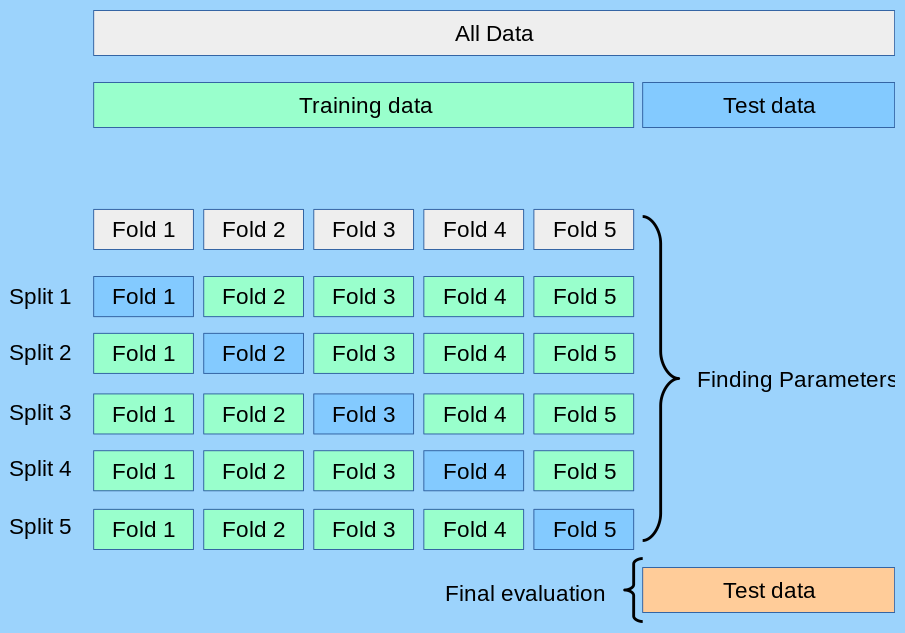 All Data
Training data Test data
Fold 1 Fold 2 Fold 3 Fold 4 Fold 5
Split 1 Fold 1 Fold 2 Fold 3 Fold 4 Fold 5
Split 2 Fold 1 Fold 2 Fold 3 Fold 4 Fold 5
Finding Parameters
Split 3 Fold 1 Fold 2 Fold 3 Fold 4 Fold 5
Split 4 Fold 1 Fold 2 Fold 3 Fold 4 Fold 5
Split 5 Fold 1 Fold 2 Fold 3 Fold 4 Fold 5
Final evaluation Test data